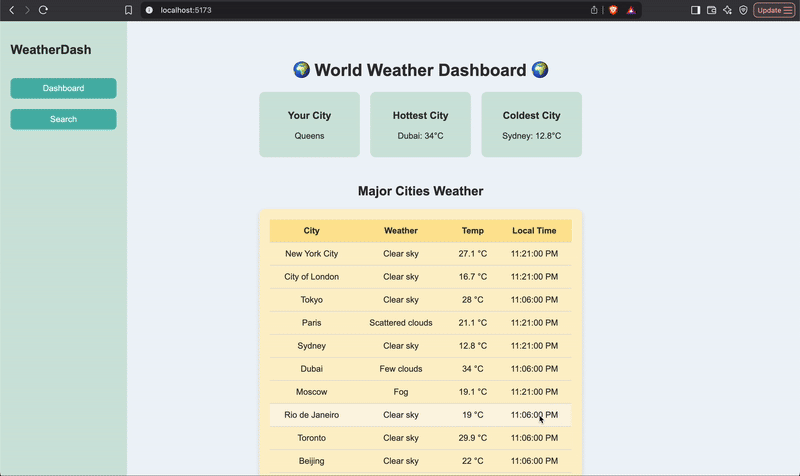 localhost:5173
Update
WeatherDash
Dashboard
Search
World Weather Dashboard
Your City
Queens
Hottest City
Dubai: 34°C
Coldest City
Sydney: 12.8°C
Major Cities Weather
City Weather Temp Local Time
New York City Clear sky 27.1 °C 11:21:00 PM
City of London Clear sky 16.7 °C 11:21:00 PM
Tokyo Clear sky 28 °C 11:06:00 PM
Paris Scattered clouds 21.1 °C 11:21:00 PM
Sydney Clear sky 12.8 °C 11:21:00 PM
Dubai Few clouds 34 °C 11:06:00 PM
Moscow Fog 19.1 °C 11:21:00 PM
Rio de Janeiro Clear sky 19 °C 11:06:00 PM
Toronto Clear sky 29.9 °C 11:06:00 PM
Beijing Clear sky 22 °C 11:06:00 PM